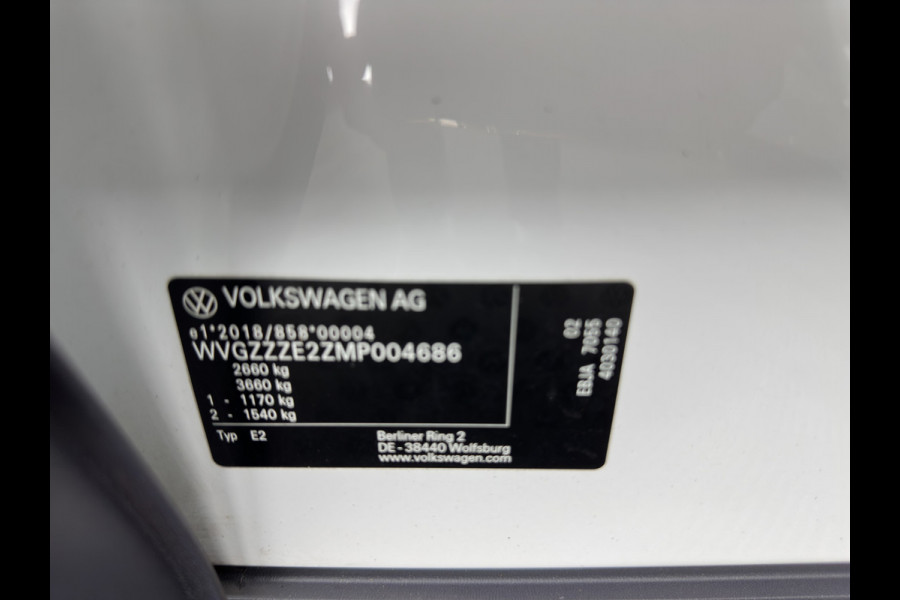 VOLKSWAGEN AG
e1*2018/858*00004
WVGZZZE2ZMP004686
2660 kg
3660 kg
1 - 1170 kg
2 - 1540 kg
Typ E2
Berliner Ring 2
DE-38440 Wolfsburg
www.volkswagen.com
02
EBJA 7055
4030140